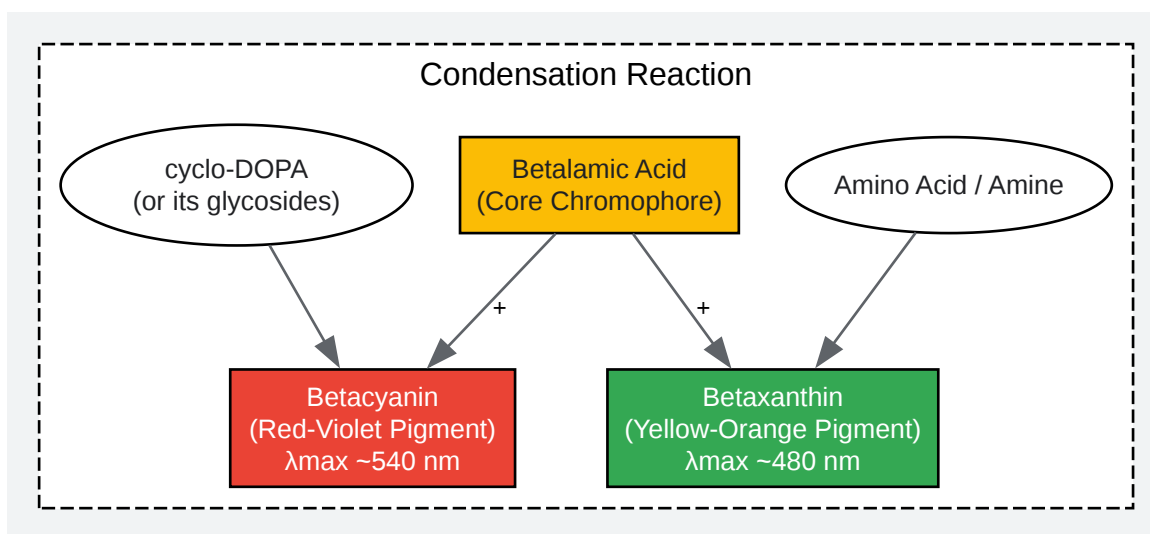 Condensation Reaction
cyclo-DOPA
(or its glycosides)
Betalamic Acid
(Core Chromophore)
Amino Acid / Amine
+
+
Betacyanin
(Red-Violet Pigment)
λmax ~540 nm
Betaxanthin
(Yellow-Orange Pigment)
λmax ~480 nm